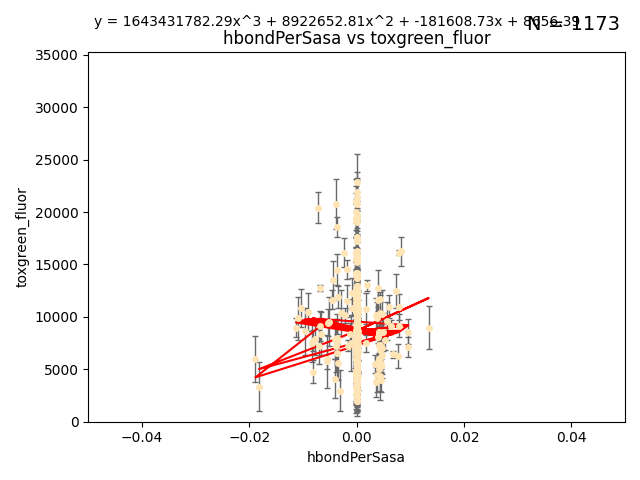 y = 1643431782.29x^3 + 8922652.81x^2 + -181608.73x + 8656.39
N = 1173
hbondPerSasa vs toxgreen_fluor
35000
30000
25000
20000
15000
10000
5000
0
toxgreen_fluor
−0.04 −0.02 0.00 0.02 0.04
hbondPerSasa